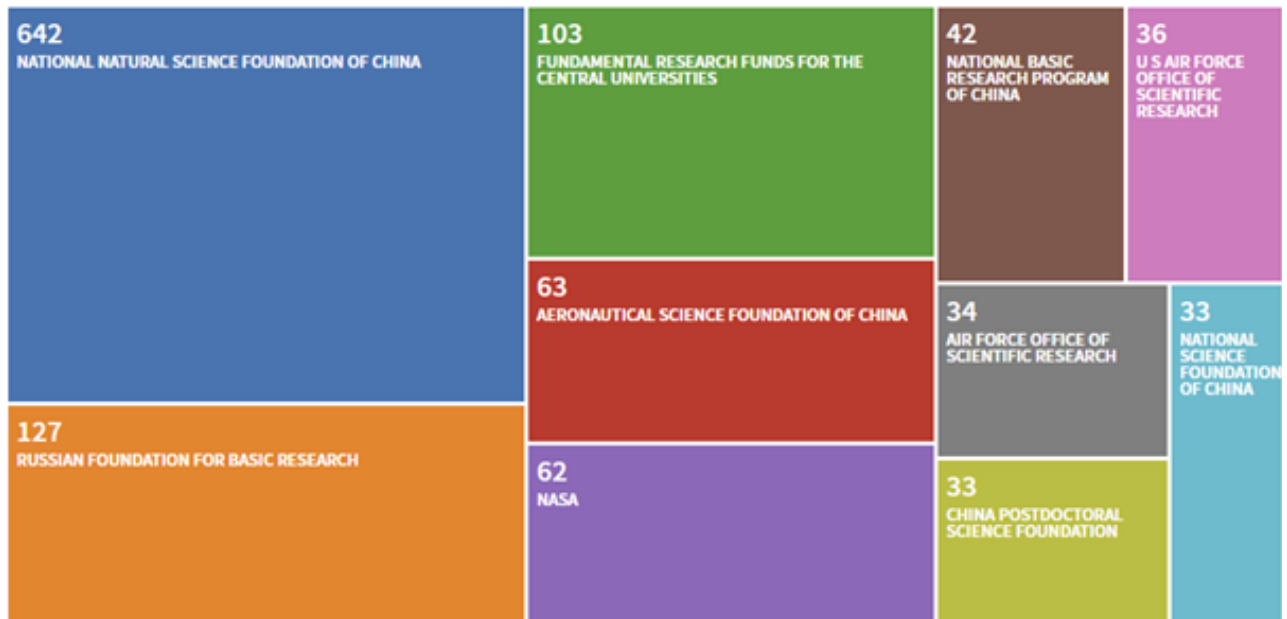 642
NATIONAL NATURAL SCIENCE FOUNDATION OF CHINA
127
RUSSIAN FOUNDATION FOR BASIC RESEARCH
103
FUNDAMENTAL RESEARCH FUNDS FOR THE
CENTRAL UNIVERSITIES
63
AERONAUTICAL SCIENCE FOUNDATION OF CHINA
62
NASA
42
NATIONAL BASIC
RESEARCH PROGRAM
OF CHINA
36
U S AIR FORCE
OFFICE OF
SCIENTIFIC
RESEARCH
34
AIR FORCE OFFICE OF
SCIENTIFIC RESEARCH
33
NATIONAL
SCIENCE
FOUNDATION
OF CHINA
33
CHINA POSTDOCTORAL
SCIENCE FOUNDATION